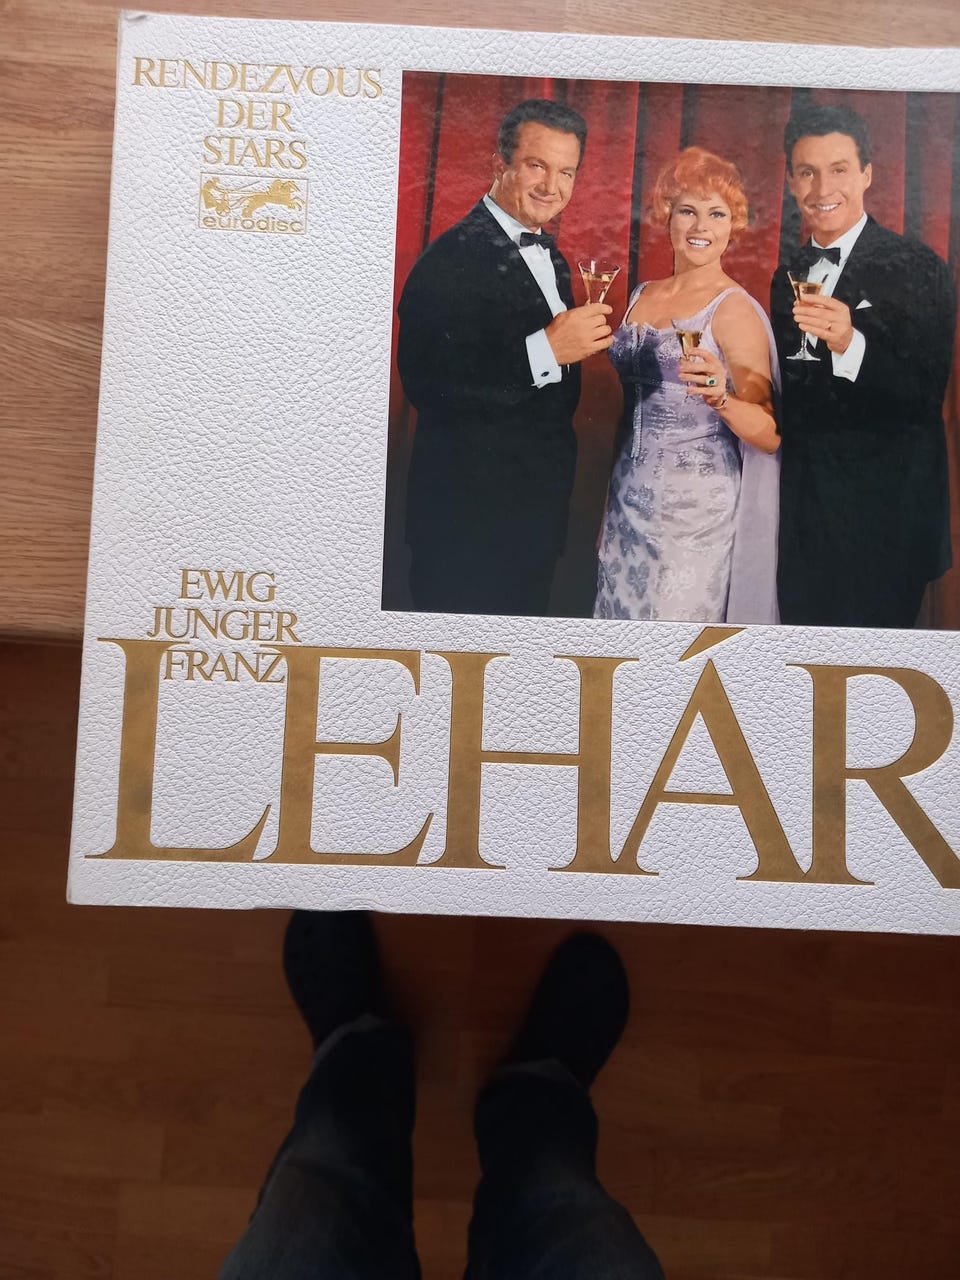 RENDEZVOUS
DER
STARS
eurodisc
EWIG
JUNGER
FRANZ
LEHÁR